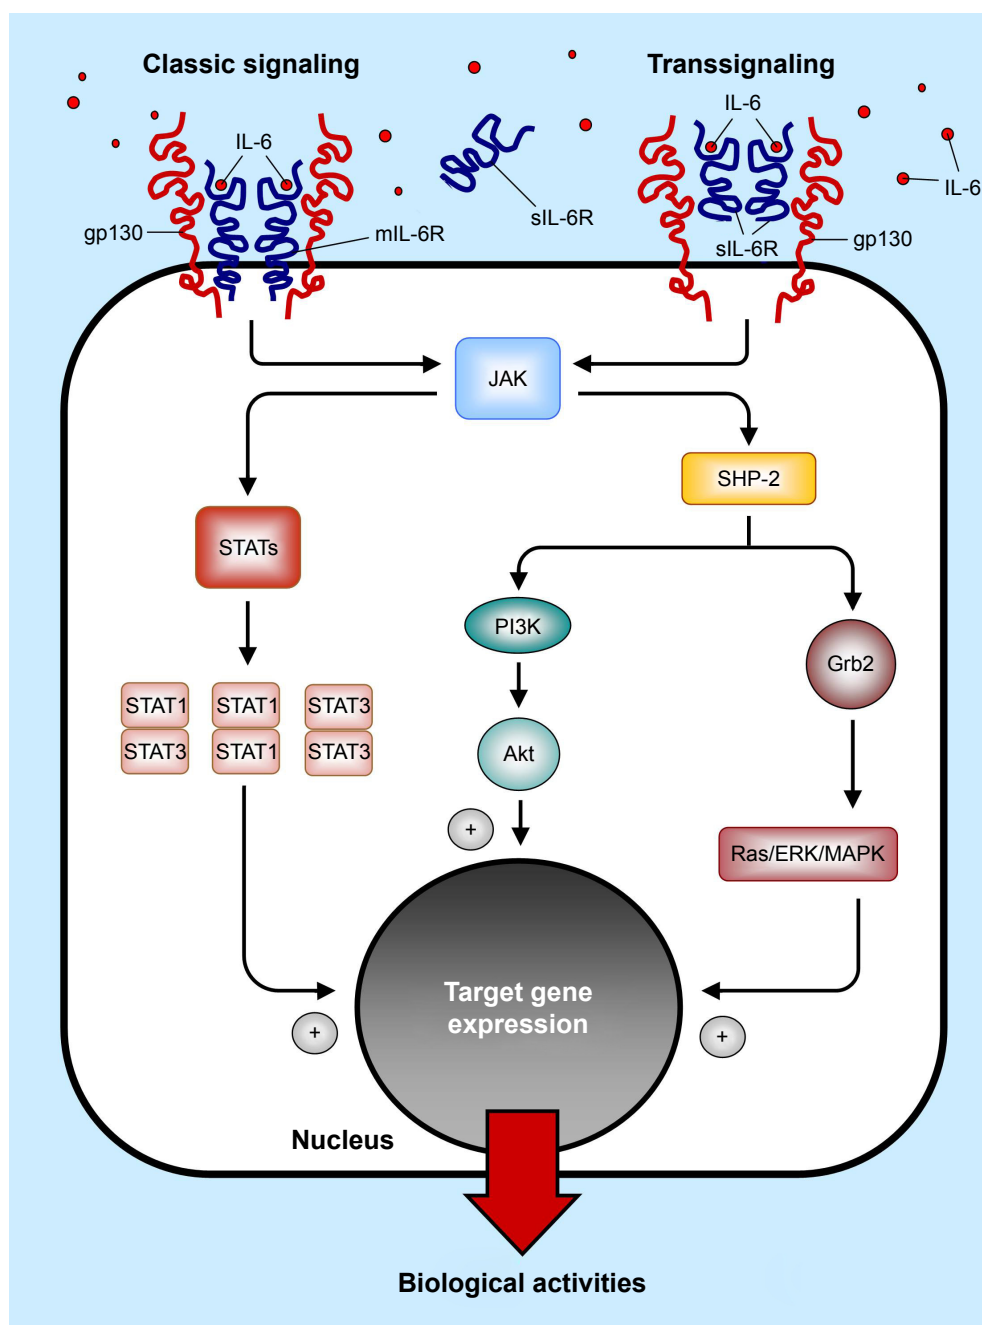 Classic signaling
Transsignaling
IL-6
IL-6
IL-6
sIL-6R
gp130
mIL-6R
sIL-6R
gp130
JAK
SHP-2
STATs
PI3K
Grb2
STAT1
STAT1
STAT3
STAT3
STAT1
STAT3
Akt
+
Ras/ERK/MAPK
Target gene
expression
+
+
Nucleus
Biological activities